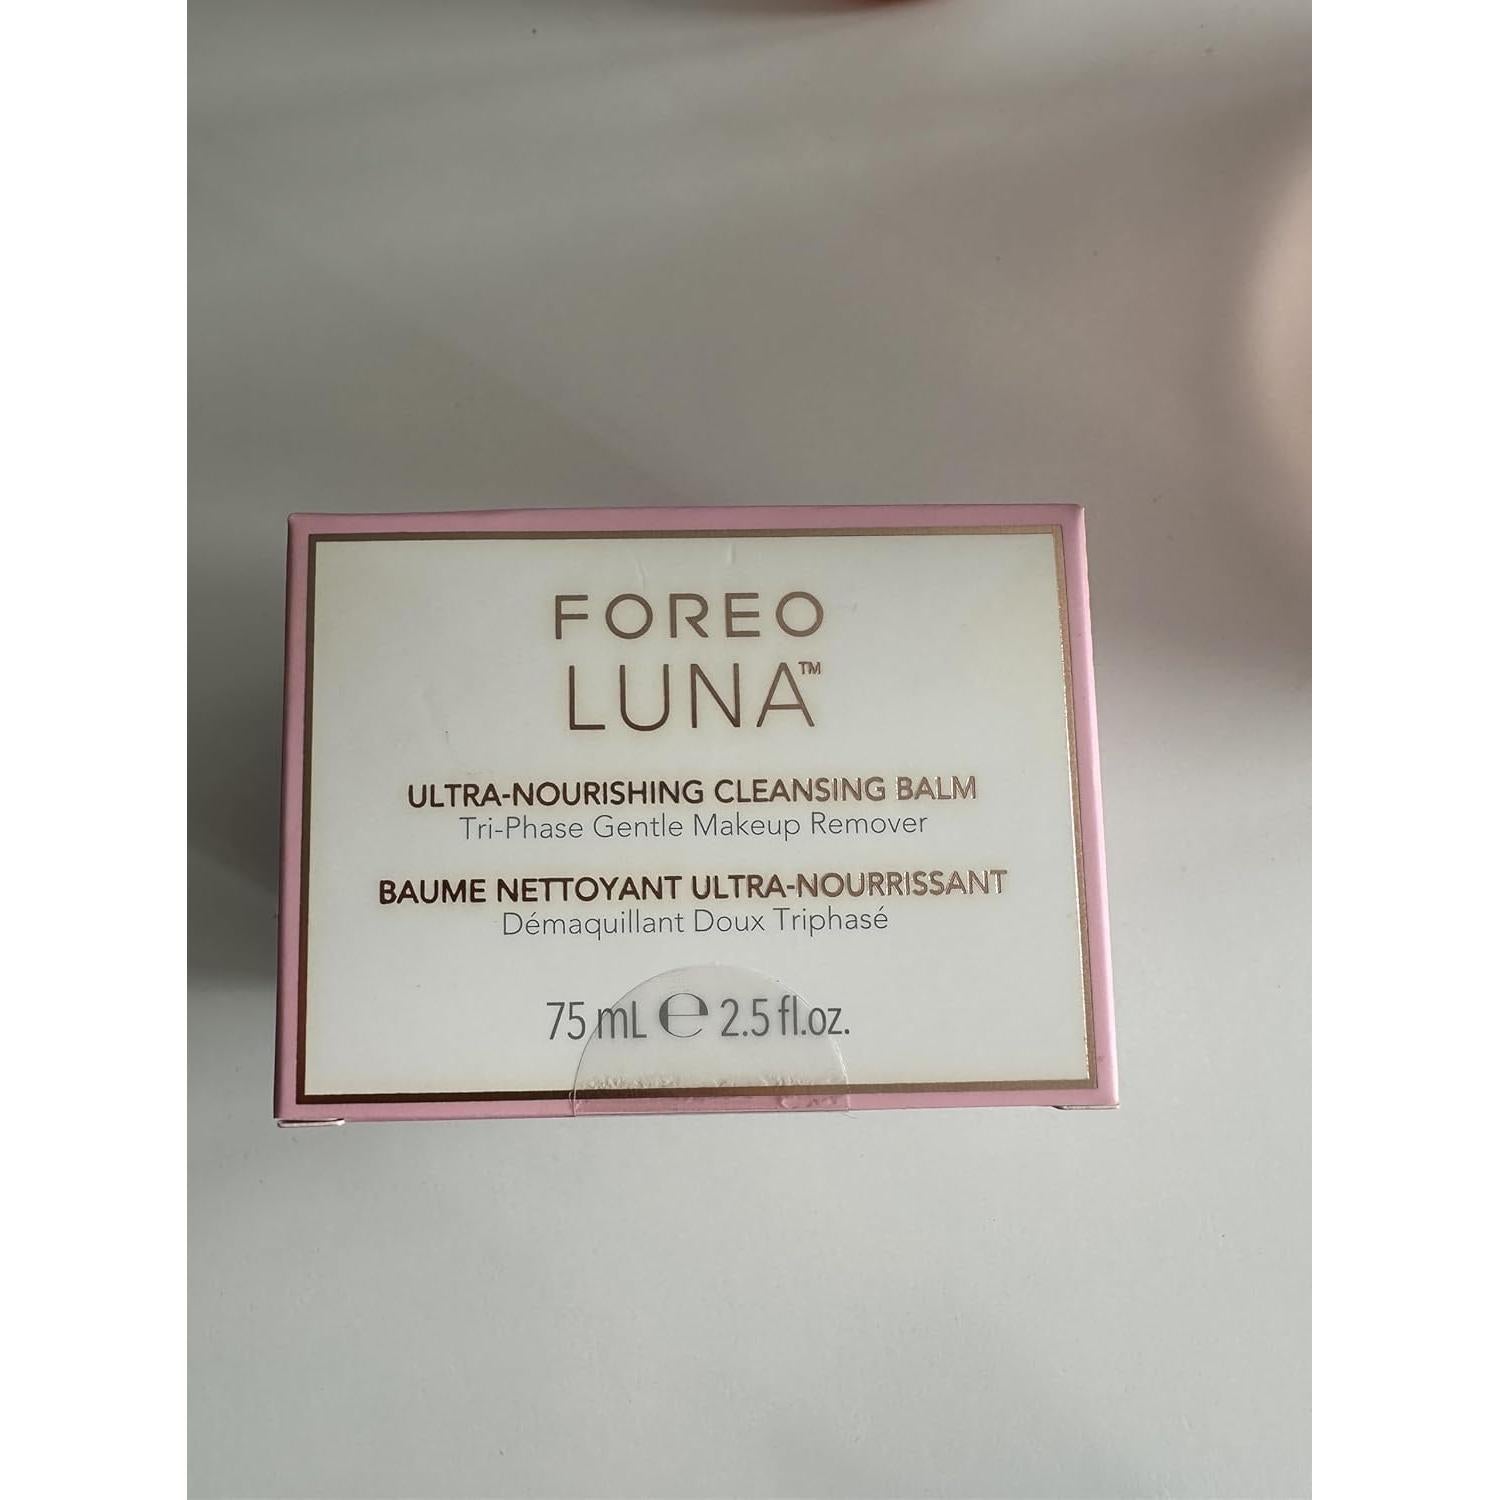 FOREO
LUNA™
ULTRA-NOURISHING CLEANSING BALM
Tri-Phase Gentle Makeup Remover
BAUME NETTOYANT ULTRA-NOURRISSANT
Démaquillant Doux Triphasé
75 mL ℮ 2.5 fl.oz.